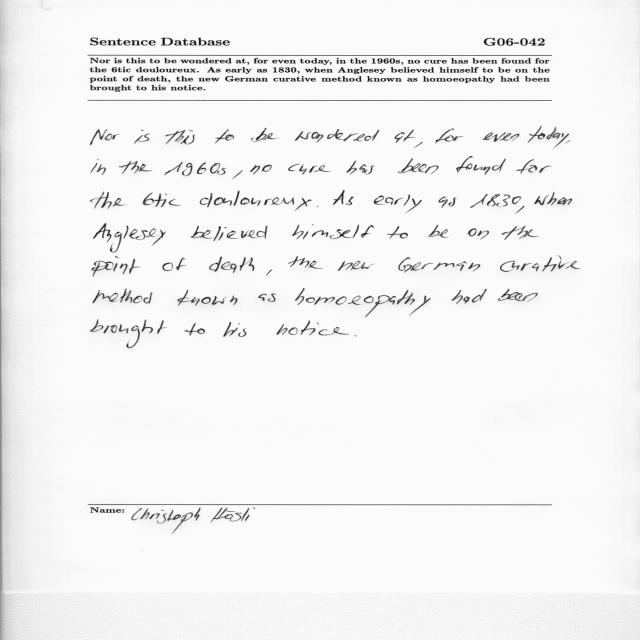 Sentence Database G06-042
Nor is this to be wondered at, for even today, in the 1960s, no cure has been found for
the 6tic douloureux. As early as 1830, when Anglesey believed himself to be on the
point of death, the new German curative method known as homoeopathy had been
brought to his notice.
Nor is this to be wondered at, for even today,
in the 1960s, no cure has been found for
the 6tic douloureux. As early as 1830, when
Anglesey believed himself to be on the
point of death, the new German curative
method known as homoeopathy had been
brought to his notice.
Name: Christoph